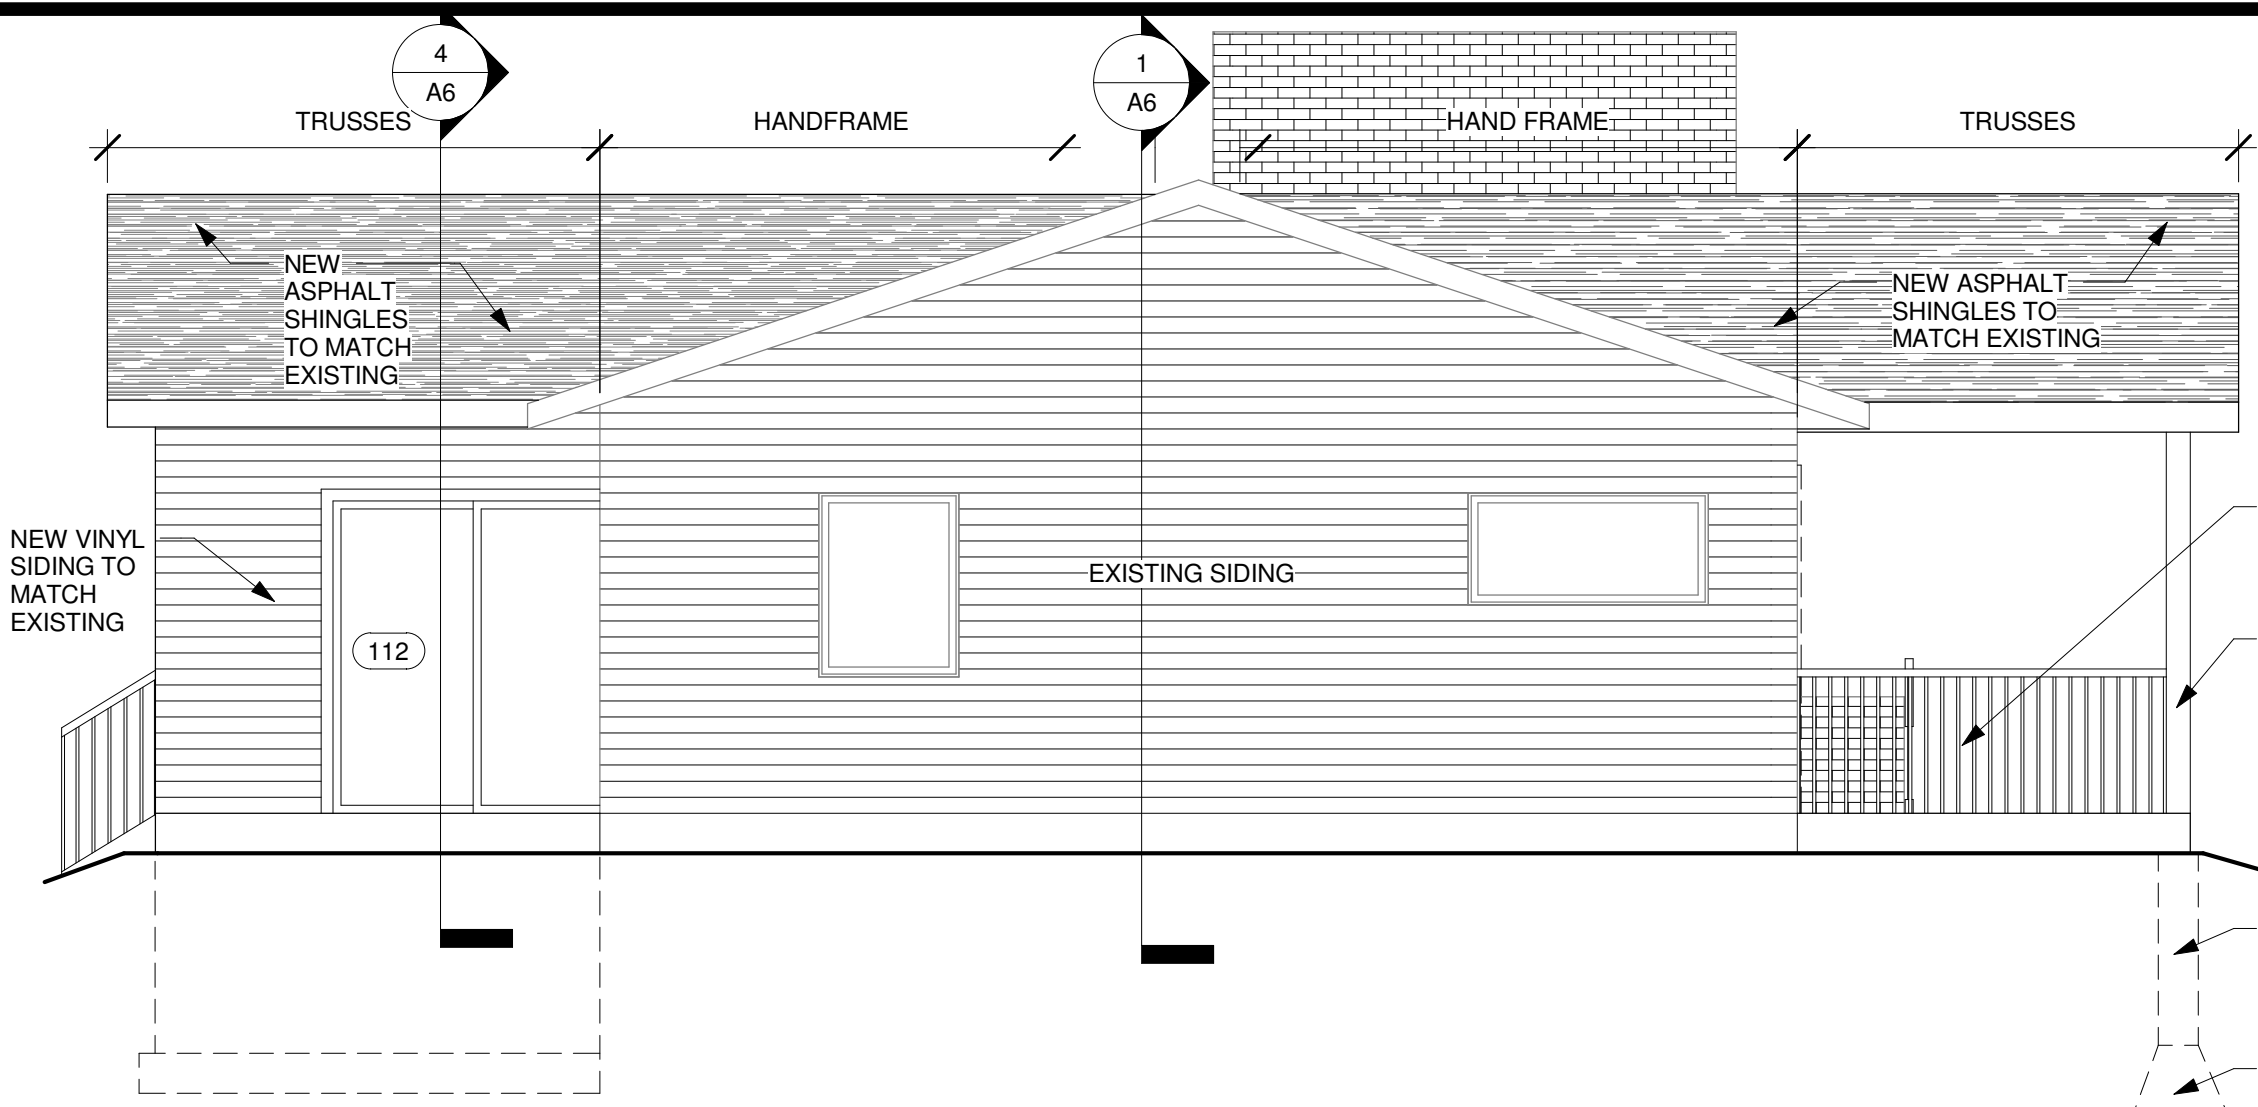 4
A6
1
A6
TRUSSES
HANDFRAME
HAND FRAME
TRUSSES
NEW
ASPHALT
SHINGLES
TO MATCH
EXISTING
NEW ASPHALT
SHINGLES TO
MATCH EXISTING
NEW VINYL
SIDING TO
MATCH
EXISTING
EXISTING SIDING
112